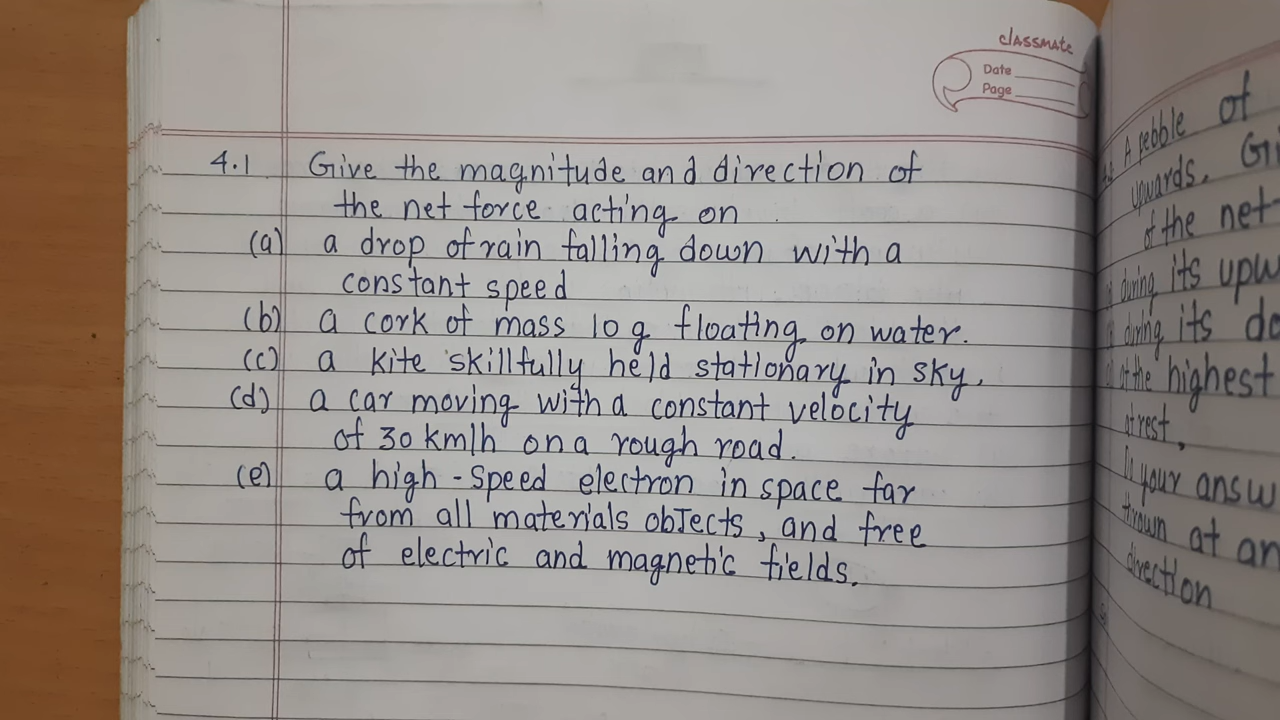 classmate
Date
Page
4.1 Give the magnitude and direction of
the net force acting on
(a) a drop of rain falling down with a
constant speed
(b) a cork of mass 10 g floating on water.
(c) a kite skillfully held stationary in sky.
(d) a car moving with a constant velocity
of 30 km/h on a rough road.
(e) a high-speed electron in space far
from all materials objects, and free
of electric and magnetic fields.
A pebble of
upwards. Gi
of the net
during its upw
during its do
at the highest
at rest.
your answ
thrown at an
direction